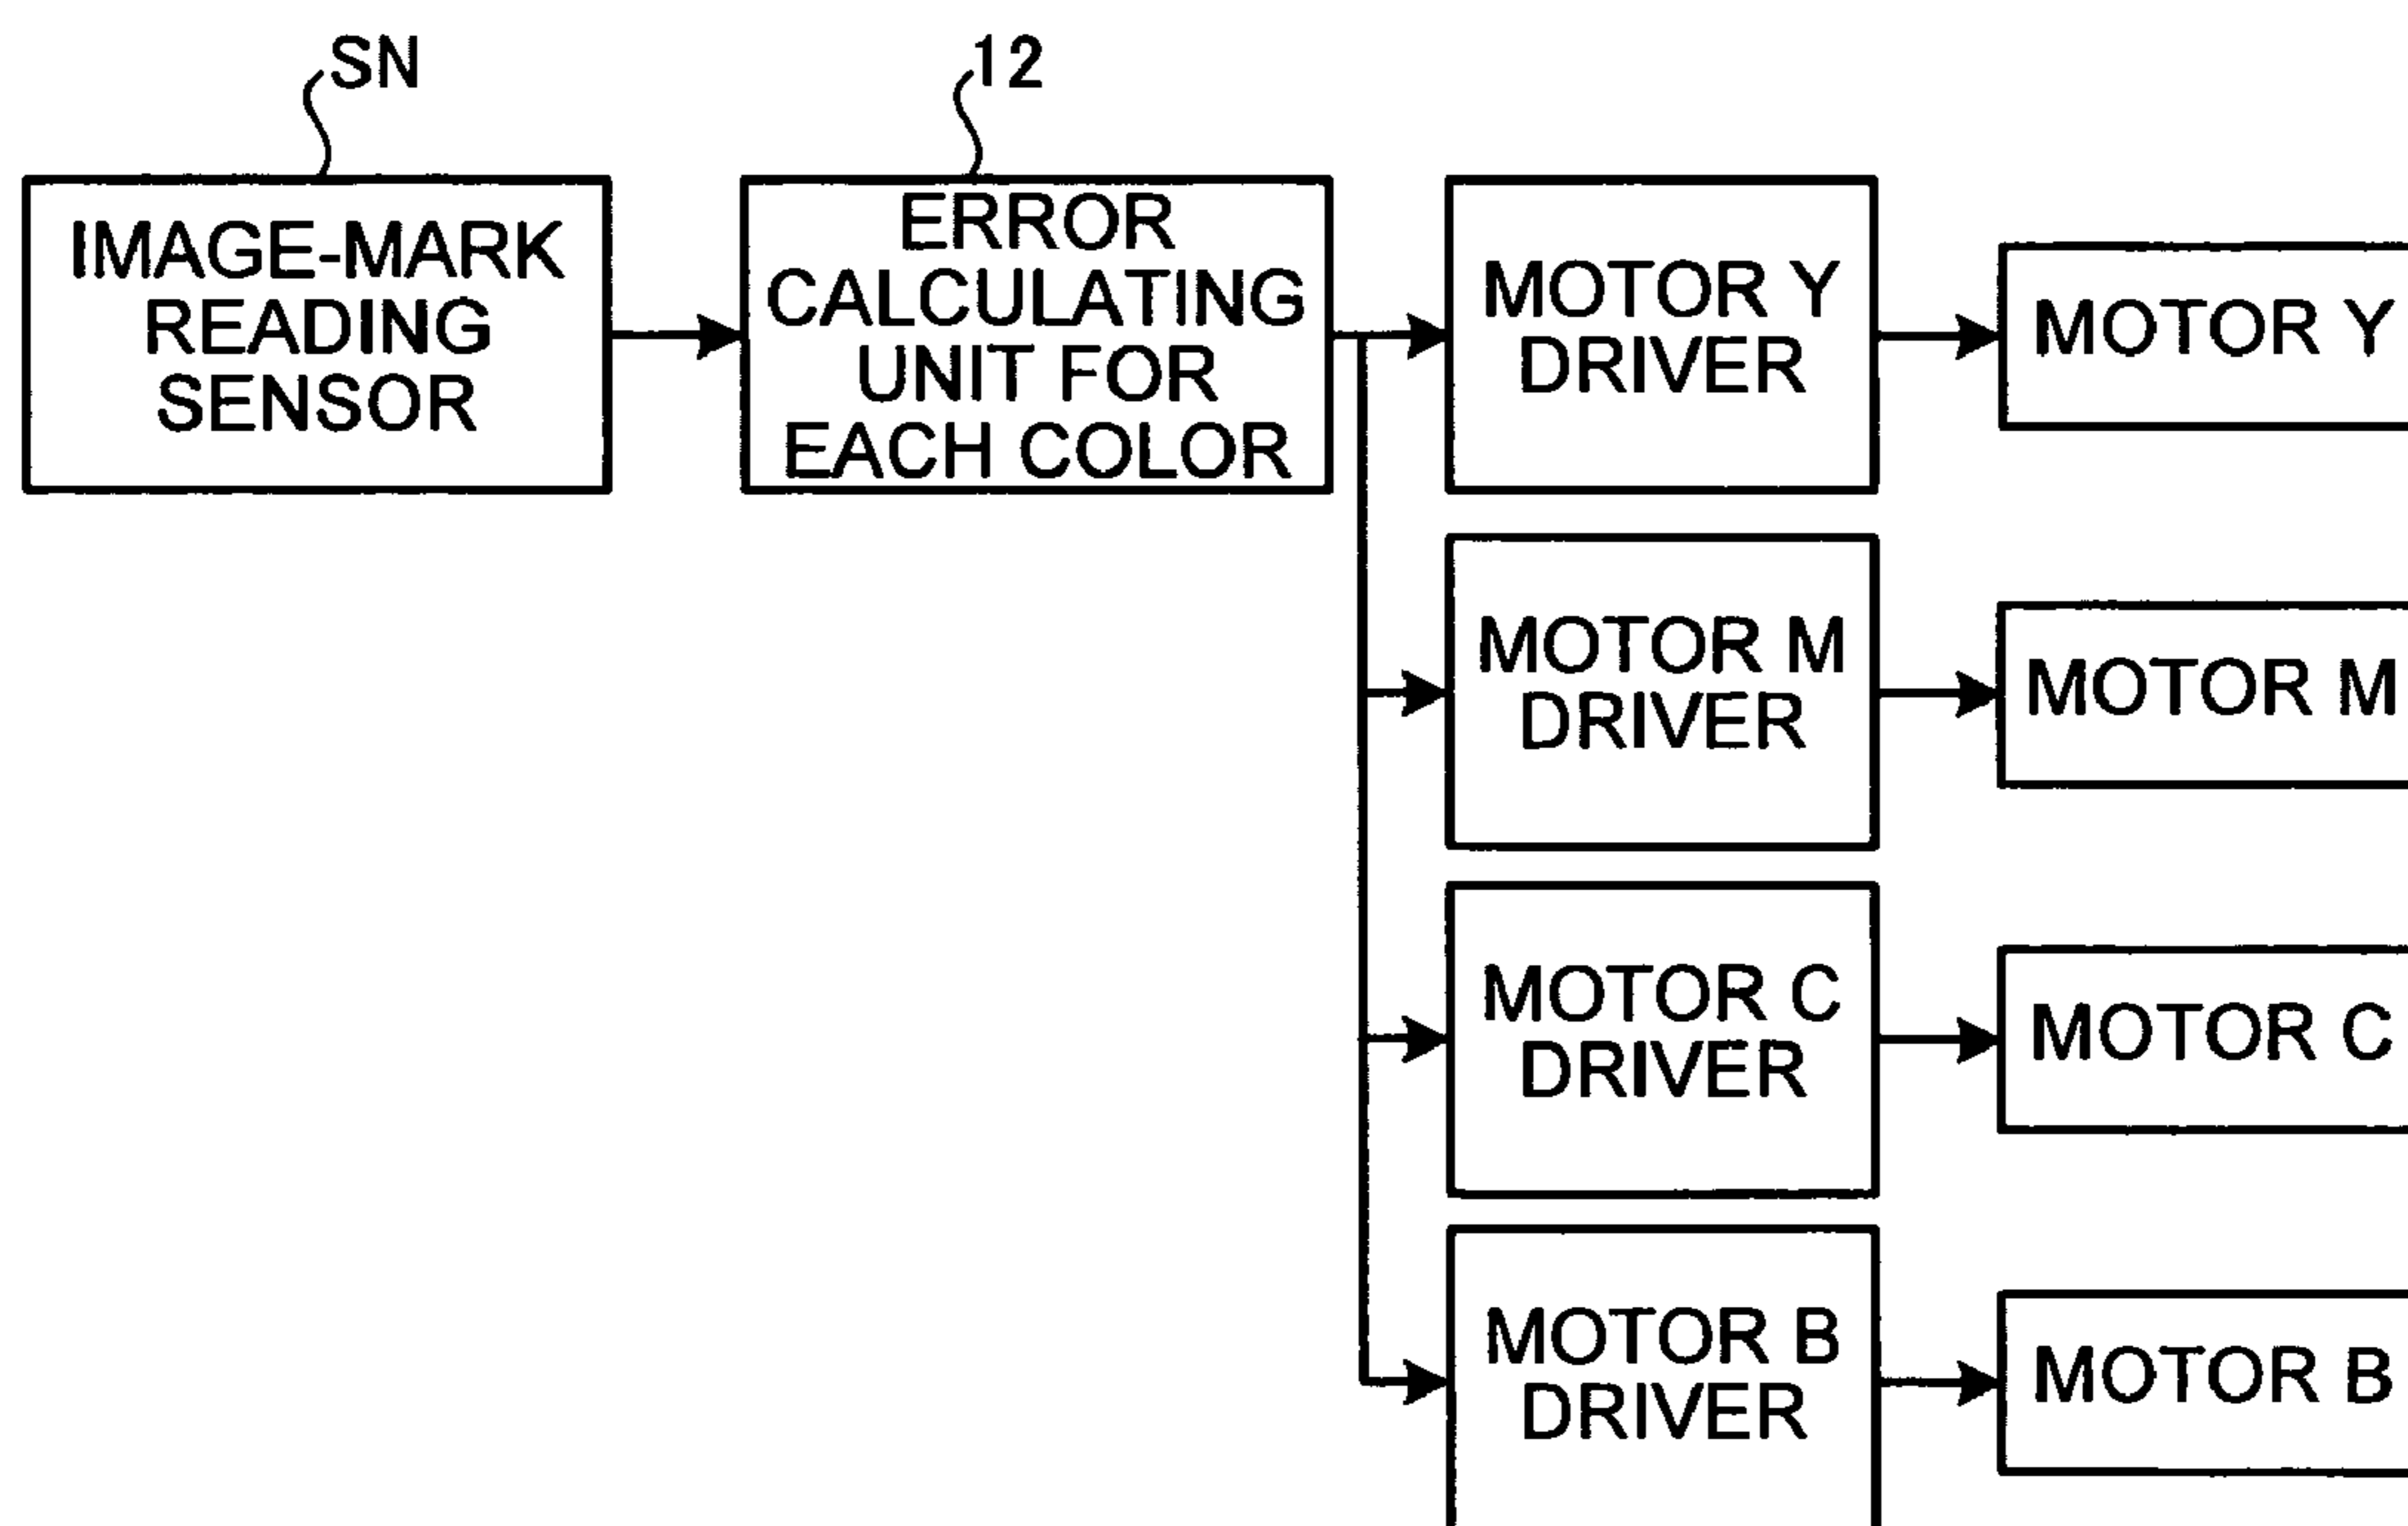 SN
12
IMAGE-MARK
READING
SENSOR
ERROR
CALCULATING
UNIT FOR
EACH COLOR
MOTOR Y
DRIVER
MOTOR Y
MOTOR M
DRIVER
MOTOR M
MOTOR C
DRIVER
MOTOR C
MOTOR B
DRIVER
MOTOR B